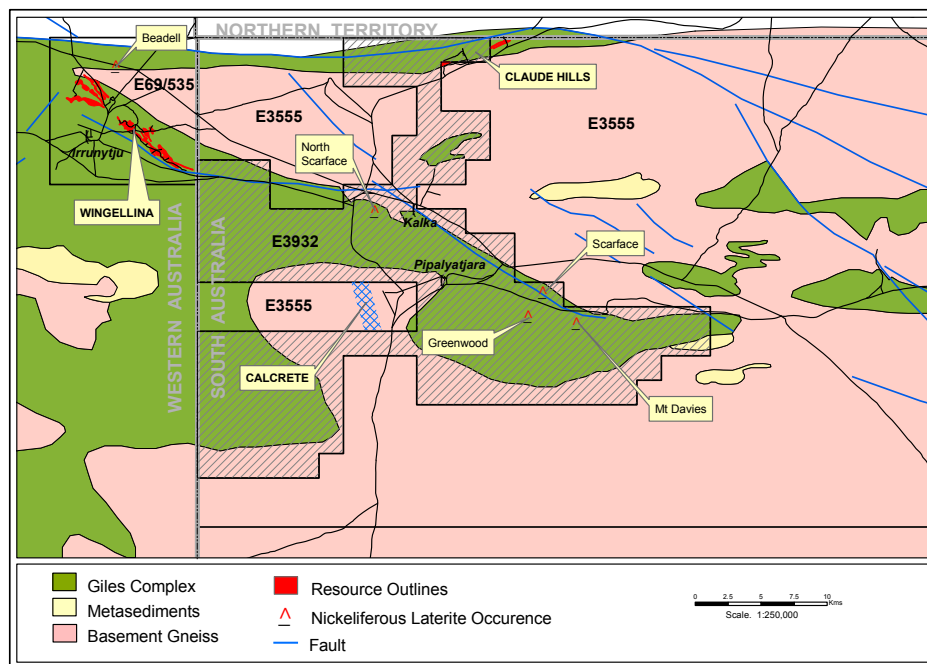 NORTHERN TERRITORY
Beadell
CLAUDE HILLS
E69/535
E3555
E3555
North
Scarface
Irrunytju
WINGELLINA
Kalka
E3932
Scarface
Pipalyatjara
E3555
WESTERN AUSTRALIA
SOUTH AUSTRALIA
Greenwood
CALCRETE
Mt Davies
Giles Complex
Metasediments
Basement Gneiss
Resource Outlines
^ Nickeliferous Laterite Occurence
Fault
0 2.5 5 7.5 10
Kms
Scale. 1:250,000